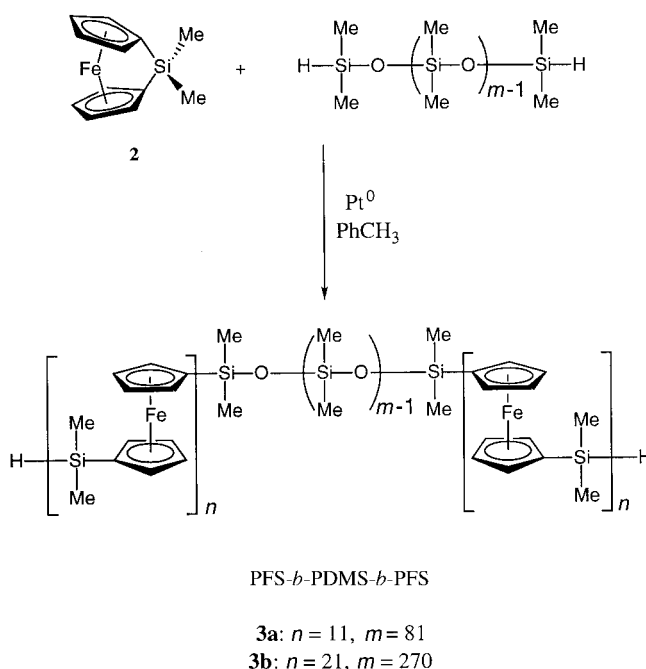 Me
Fe Si + H Si O ( Si O ) m-1 Si H
Me Me Me Me
Me Me Me
2
Pt⁰
PhCH₃
Me Me Me
Si O ( Si O ) m-1 Si
Me Me Me
Fe Fe
Me Me
H Si Si H
Me n Me n
PFS-b-PDMS-b-PFS
3a: n = 11, m = 81
3b: n = 21, m = 270